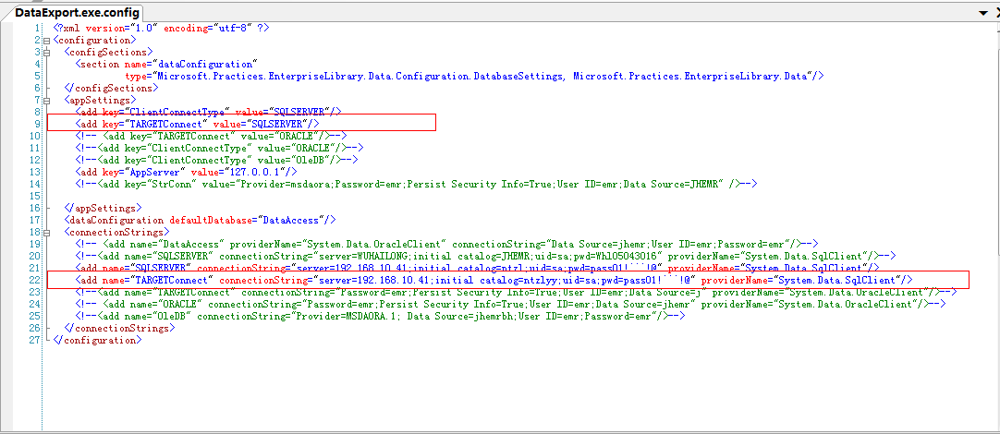 DataExport.exe.config
1 <?xml version="1.0" encoding="utf-8" ?>
2 <configuration>
3 <configSections>
4 <section name="dataConfiguration"
5 type="Microsoft.Practices.EnterpriseLibrary.Data.Configuration.DatabaseSettings, Microsoft.Practices.EnterpriseLibrary.Data"/>
6 </configSections>
7 <appSettings>
8 <add key="ClientConnectType" value="SQLSERVER"/>
9 <add key="TARGETConnect" value="SQLSERVER"/>
10 <!-- <add key="TARGETConnect" value="ORACLE"/>-->
11 <!--<add key="ClientConnectType" value="ORACLE"/>-->
12 <!--<add key="ClientConnectType" value="OleDB"/>-->
13 <add key="AppServer" value="127.0.0.1"/>
14 <!--<add key="StrConn" value="Provider=msdaora;Password=emr;Persist Security Info=True;User ID=emr;Data Source=JHEMR" />-->
15
16 </appSettings>
17 <dataConfiguration defaultDatabase="DataAccess"/>
18 <connectionStrings>
19 <!-- <add name="DataAccess" providerName="System.Data.OracleClient" connectionString="Data Source=jhemr;User ID=emr;Password=emr"/>-->
20 <!--<add name="SQLSERVER" connectionString="server=WUHAILONG;initial catalog=JHEMR;uid=sa;pwd=Whl05043016" providerName="System.Data.SqlClient"/>-->
21 <add name="SQLSERVER" connectionString="server=192.168.10.41;initial catalog=ntzl;uid=sa;pwd=pass01!```!@" providerName="System.Data.SqlClient"/>
22 <add name="TARGETConnect" connectionString="server=192.168.10.41;initial catalog=ntzlyy;uid=sa;pwd=pass01!```!@" providerName="System.Data.SqlClient"/>
23 <!--<add name="TARGETConnect" connectionString="Password=emr;Persist Security Info=True;User ID=emr;Data Source=j" providerName="System.Data.OracleClient"/>-->
24 <!--<add name="ORACLE" connectionString="Password=emr;Persist Security Info=True;User ID=emr;Data Source=jhemr" providerName="System.Data.OracleClient"/>-->
25 <!--<add name="OleDB" connectionString="Provider=MSDAORA.1; Data Source=jhemrbh;User ID=emr;Password=emr"/>-->
26 </connectionStrings>
27 </configuration>